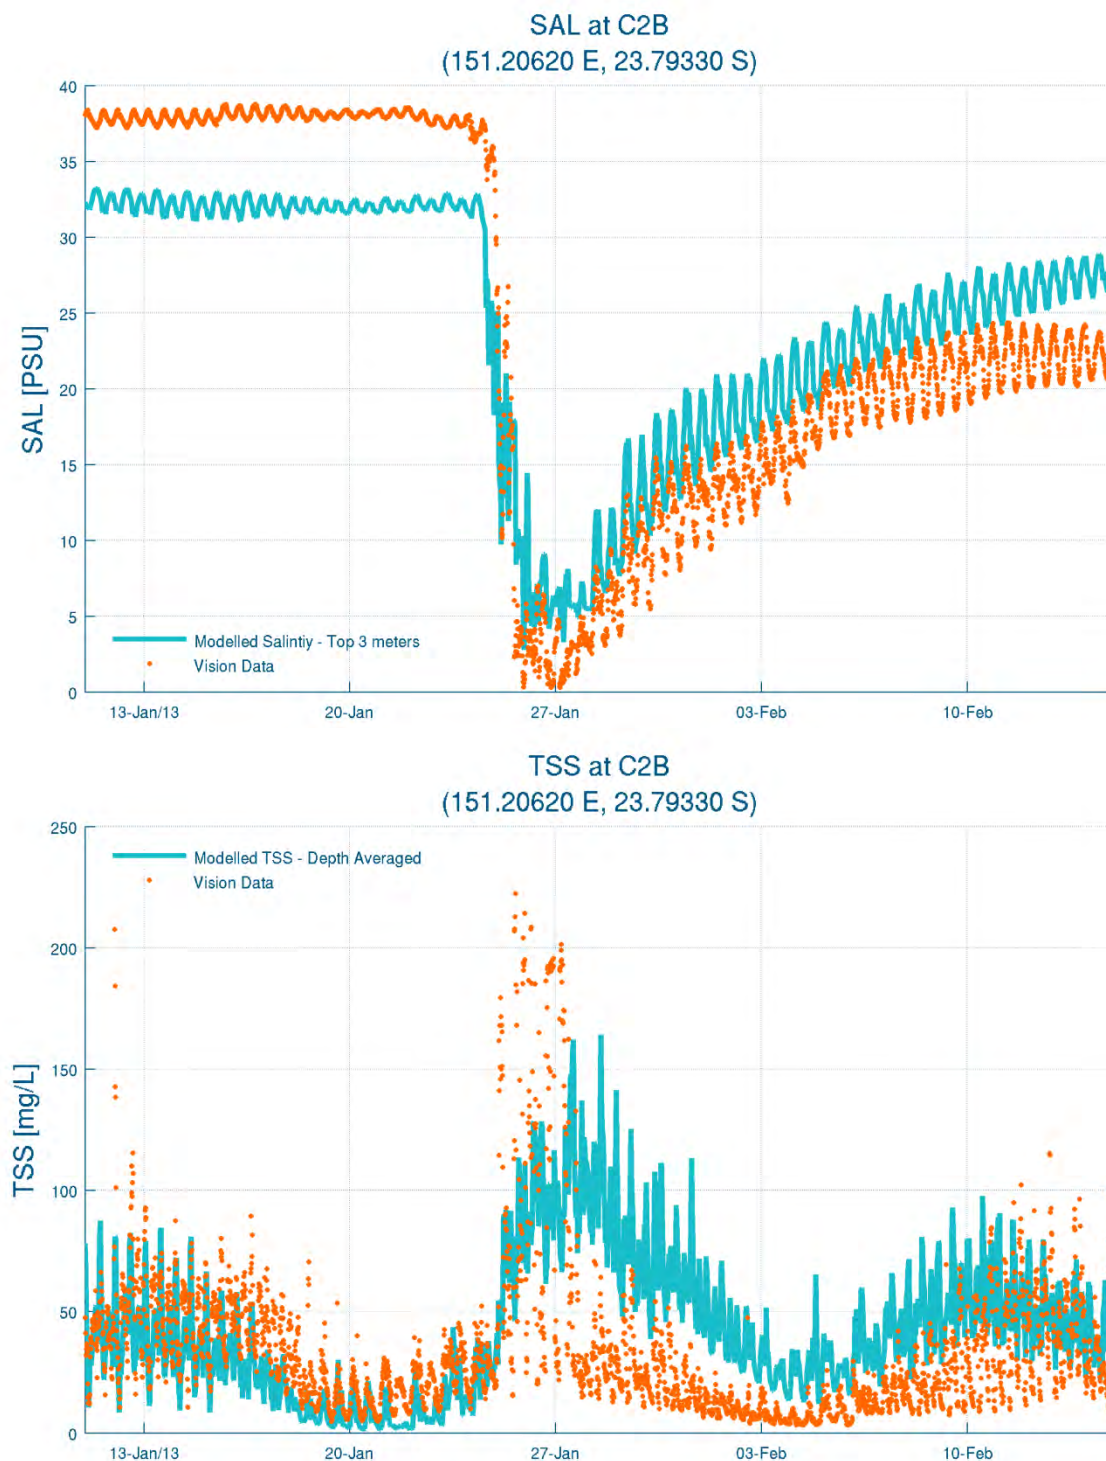 SAL at C2B
(151.20620 E, 23.79330 S)
40
35
30
25
20
15
10
5
0
SAL [PSU]
Modelled Salintiy - Top 3 meters
Vision Data
13-Jan/13
20-Jan
27-Jan
03-Feb
10-Feb
TSS at C2B
(151.20620 E, 23.79330 S)
250
200
150
100
50
0
TSS [mg/L]
Modelled TSS - Depth Averaged
Vision Data
13-Jan/13
20-Jan
27-Jan
03-Feb
10-Feb